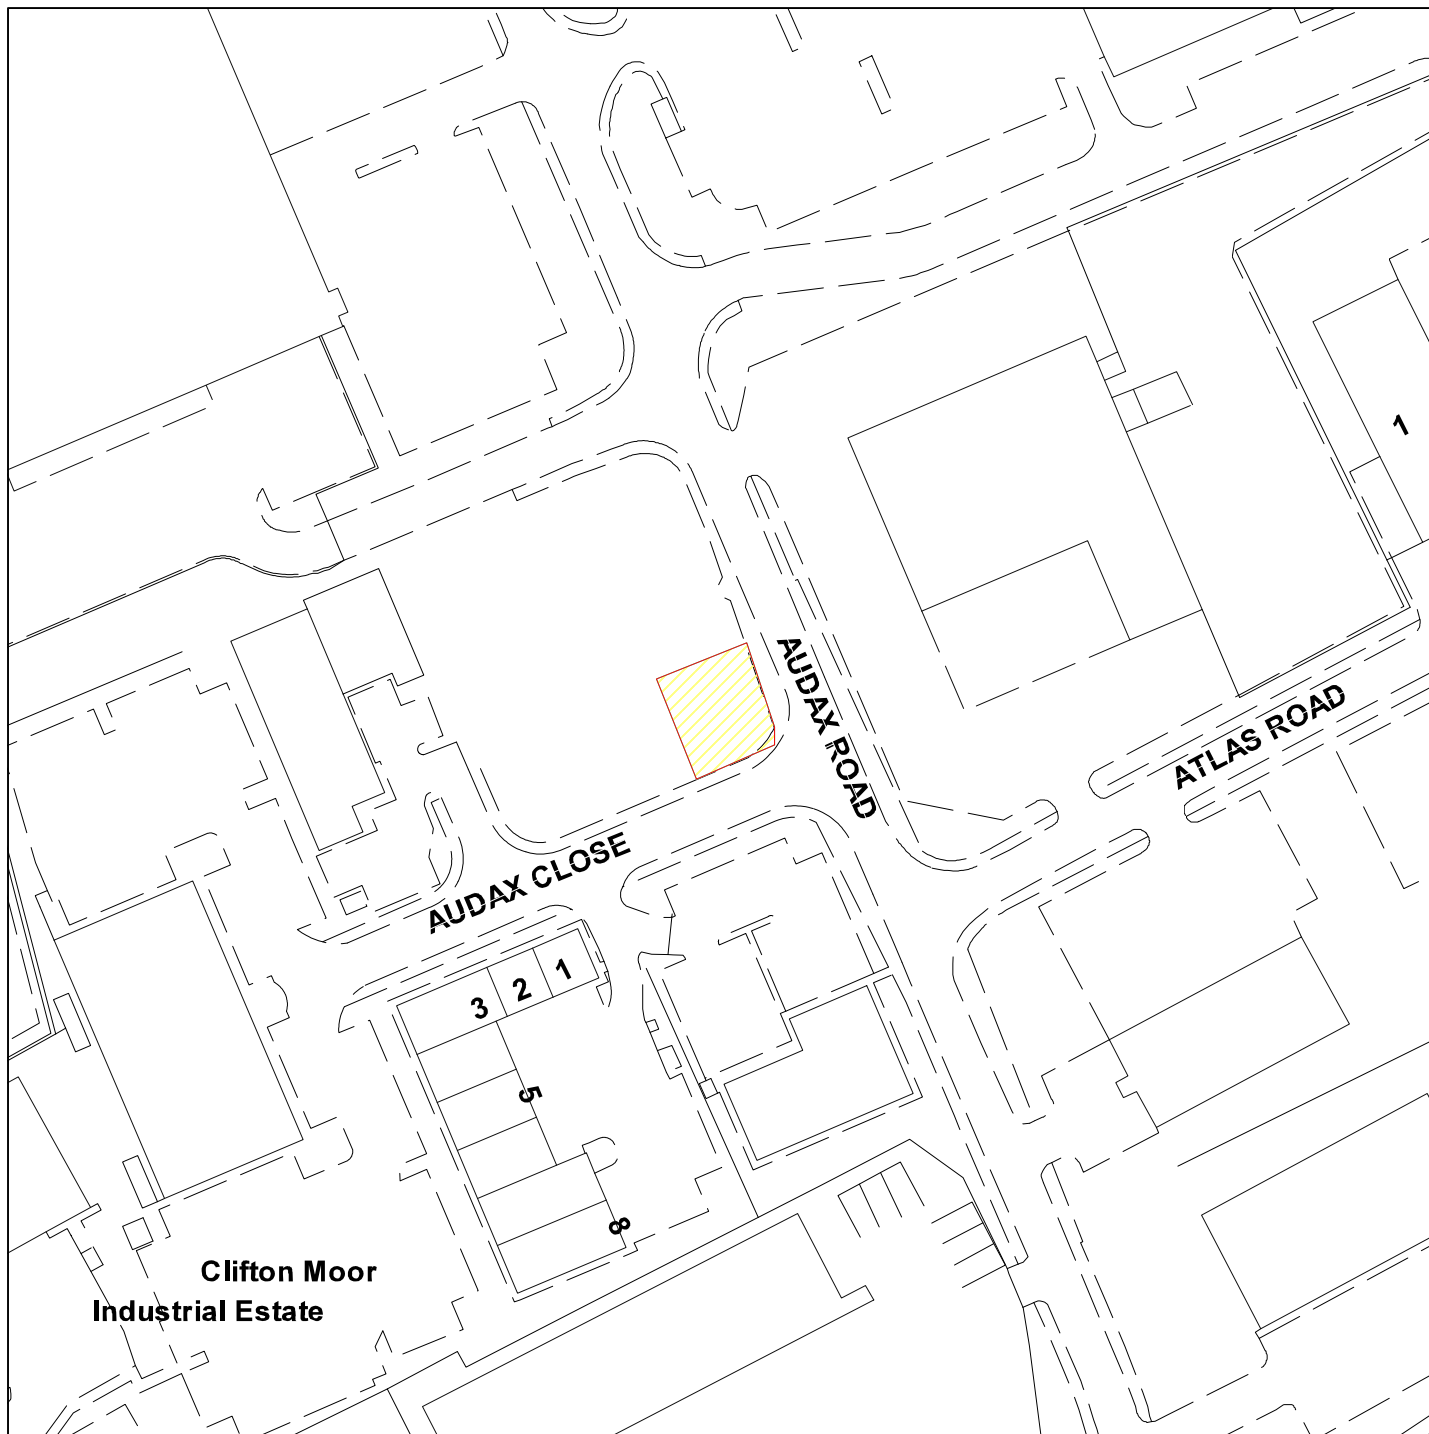 1
AUDAX ROAD
ATLAS ROAD
AUDAX CLOSE
1
2
3
5
8
Clifton Moor
Industrial Estate